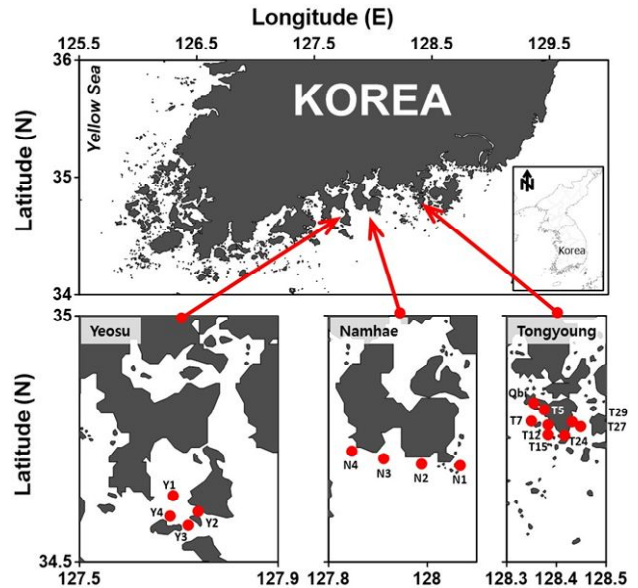 Longitude (E)
125.5 126.5 127.5 128.5 129.5
36
35
34
Latitude (N)
Yellow Sea
KOREA
N
Korea
35
34.5
Latitude (N)
Yeosu
Y1
Y4
Y2
Y3
127.5 127.9
Namhae
N4
N3
N2
N1
127.8 128
Tongyoung
Qbi
T5
T7
T12
T15
T24
T29
T27
128.3 128.4 128.5